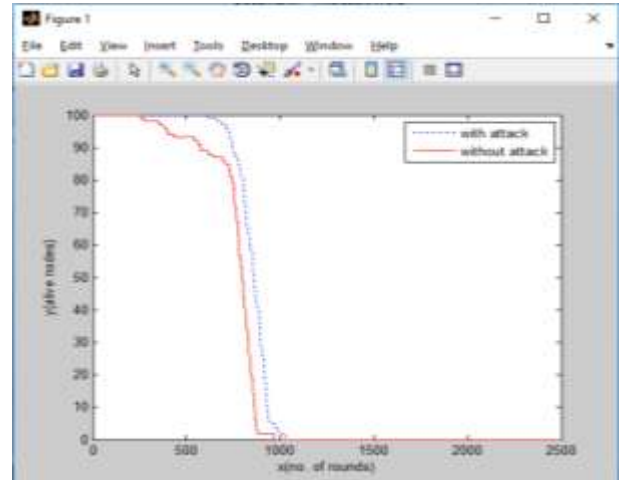 Figure 1
File Edit View Insert Tools Desktop Window Help
with attack
without attack
100
90
80
70
60
50
40
30
20
10
0
y(alive nodes)
0 500 1000 1500 2000 2500
x(no. of rounds)